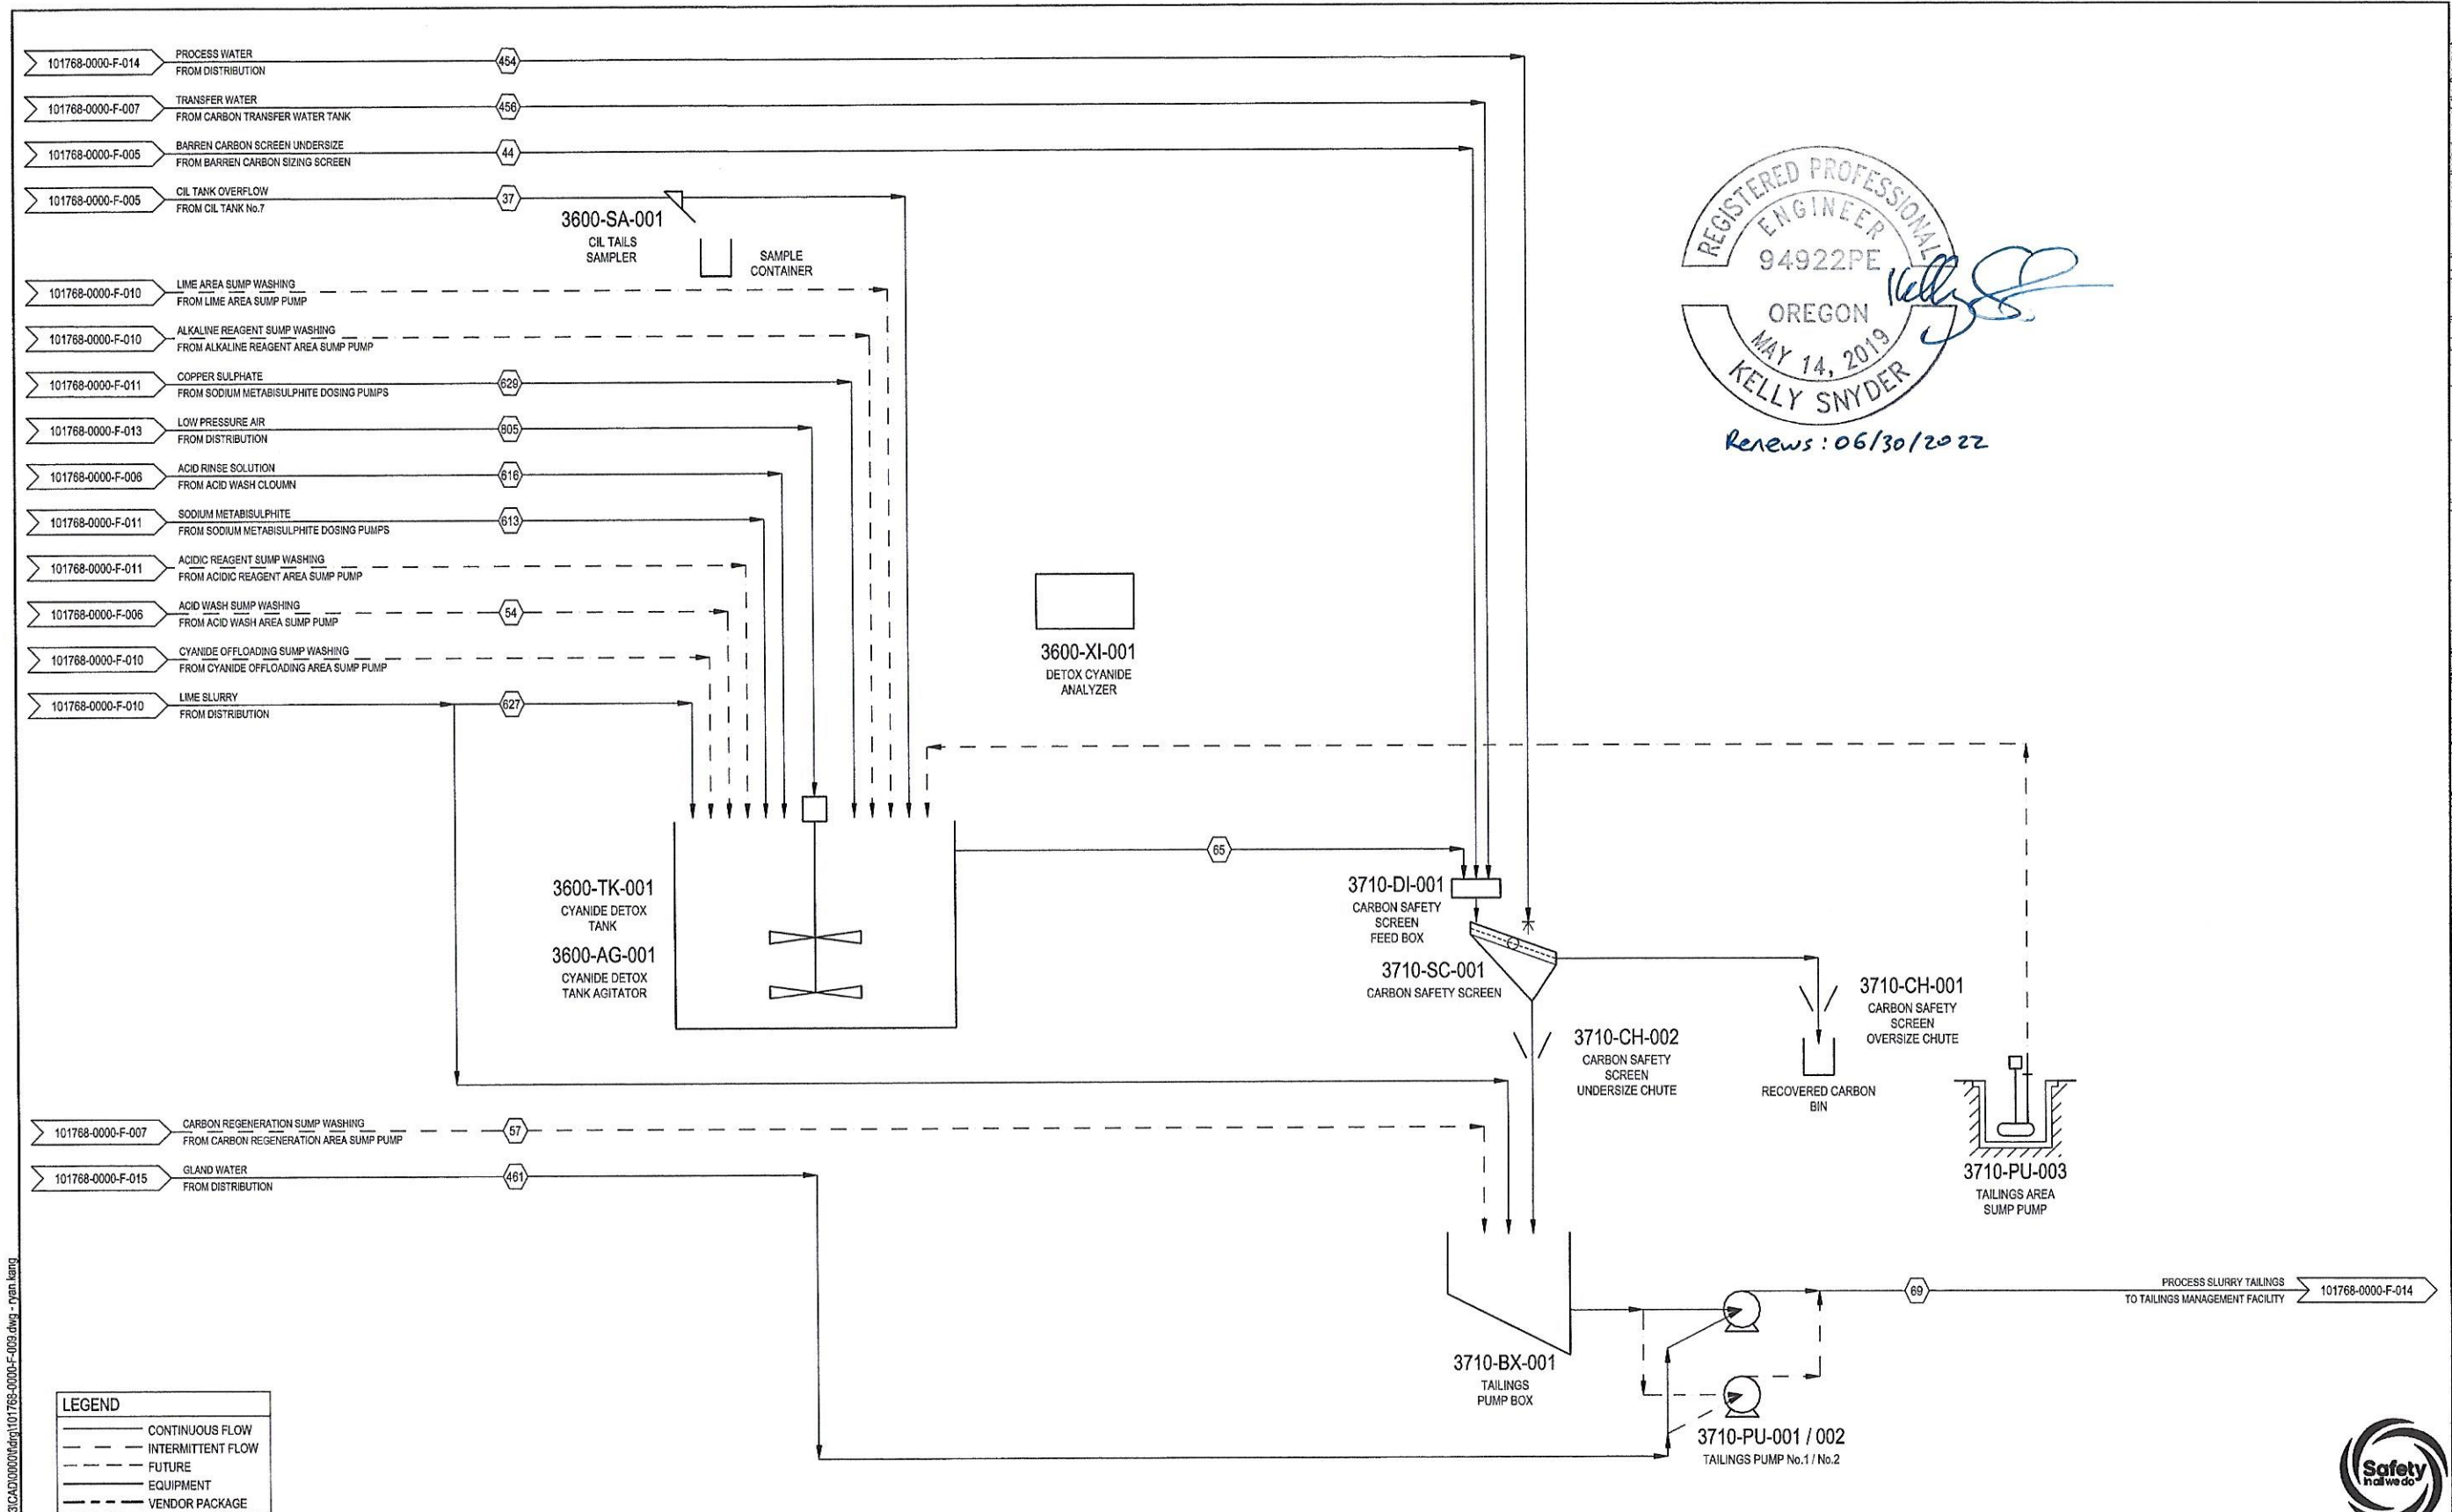 101768-0000-F-014
PROCESS WATER
FROM DISTRIBUTION
454
101768-0000-F-007
TRANSFER WATER
FROM CARBON TRANSFER WATER TANK
456
101768-0000-F-005
BARREN CARBON SCREEN UNDERSIZE
FROM BARREN CARBON SIZING SCREEN
44
101768-0000-F-005
CIL TANK OVERFLOW
FROM CIL TANK No.7
37
3600-SA-001
CIL TAILS
SAMPLER
SAMPLE
CONTAINER
101768-0000-F-010
LIME AREA SUMP WASHING
FROM LIME AREA SUMP PUMP
101768-0000-F-010
ALKALINE REAGENT SUMP WASHING
FROM ALKALINE REAGENT AREA SUMP PUMP
101768-0000-F-011
COPPER SULPHATE
FROM SODIUM METABISULPHITE DOSING PUMPS
629
101768-0000-F-013
LOW PRESSURE AIR
FROM DISTRIBUTION
805
101768-0000-F-006
ACID RINSE SOLUTION
FROM ACID WASH CLOUMN
616
101768-0000-F-011
SODIUM METABISULPHITE
FROM SODIUM METABISULPHITE DOSING PUMPS
613
101768-0000-F-011
ACIDIC REAGENT SUMP WASHING
FROM ACIDIC REAGENT AREA SUMP PUMP
101768-0000-F-006
ACID WASH SUMP WASHING
FROM ACID WASH AREA SUMP PUMP
54
101768-0000-F-010
CYANIDE OFFLOADING SUMP WASHING
FROM CYANIDE OFFLOADING AREA SUMP PUMP
101768-0000-F-010
LIME SLURRY
FROM DISTRIBUTION
627
REGISTERED PROFESSIONAL
ENGINEER
94922PE
OREGON
MAY 14, 2019
KELLY SNYDER
Renews: 06/30/2022
3600-XI-001
DETOX CYANIDE
ANALYZER
65
3600-TK-001
CYANIDE DETOX
TANK
3600-AG-001
CYANIDE DETOX
TANK AGITATOR
3710-DI-001
CARBON SAFETY
SCREEN
FEED BOX
3710-SC-001
CARBON SAFETY SCREEN
3710-CH-001
CARBON SAFETY
SCREEN
OVERSIZE CHUTE
3710-CH-002
CARBON SAFETY
SCREEN
UNDERSIZE CHUTE
RECOVERED CARBON
BIN
3710-PU-003
TAILINGS AREA
SUMP PUMP
101768-0000-F-007
CARBON REGENERATION SUMP WASHING
FROM CARBON REGENERATION AREA SUMP PUMP
57
101768-0000-F-015
GLAND WATER
FROM DISTRIBUTION
461
3710-BX-001
TAILINGS
PUMP BOX
3710-PU-001 / 002
TAILINGS PUMP No.1 / No.2
69
PROCESS SLURRY TAILINGS
TO TAILINGS MANAGEMENT FACILITY
101768-0000-F-014
LEGEND
CONTINUOUS FLOW
INTERMITTENT FLOW
FUTURE
EQUIPMENT
VENDOR PACKAGE
Safety
in all we do
101768-0000-F-009.dwg - ryan.kang